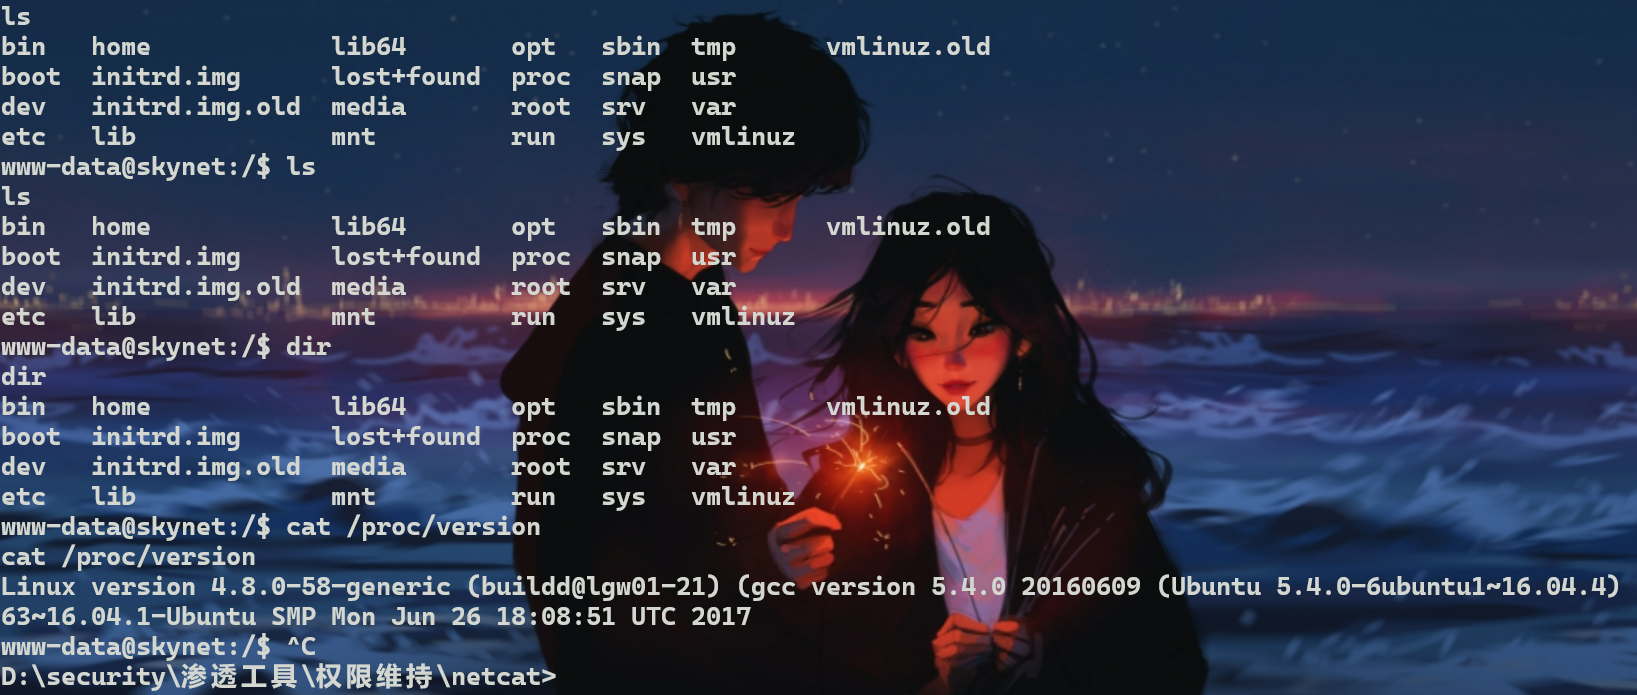 ls
bin   home            lib64       opt   sbin  tmp      vmlinuz.old
boot  initrd.img      lost+found  proc  snap  usr
dev   initrd.img.old  media       root  srv   var
etc   lib             mnt         run   sys   vmlinuz
www-data@skynet:/$ ls
ls
bin   home            lib64       opt   sbin  tmp      vmlinuz.old
boot  initrd.img      lost+found  proc  snap  usr
dev   initrd.img.old  media       root  srv   var
etc   lib             mnt         run   sys   vmlinuz
www-data@skynet:/$ dir
dir
bin   home            lib64       opt   sbin  tmp      vmlinuz.old
boot  initrd.img      lost+found  proc  snap  usr
dev   initrd.img.old  media       root  srv   var
etc   lib             mnt         run   sys   vmlinuz
www-data@skynet:/$ cat /proc/version
cat /proc/version
Linux version 4.8.0-58-generic (buildd@lgw01-21) (gcc version 5.4.0 20160609 (Ubuntu 5.4.0-6ubuntu1~16.04.4)
63~16.04.1-Ubuntu SMP Mon Jun 26 18:08:51 UTC 2017
www-data@skynet:/$ ^C
D:\security\渗透工具\权限维持\netcat>